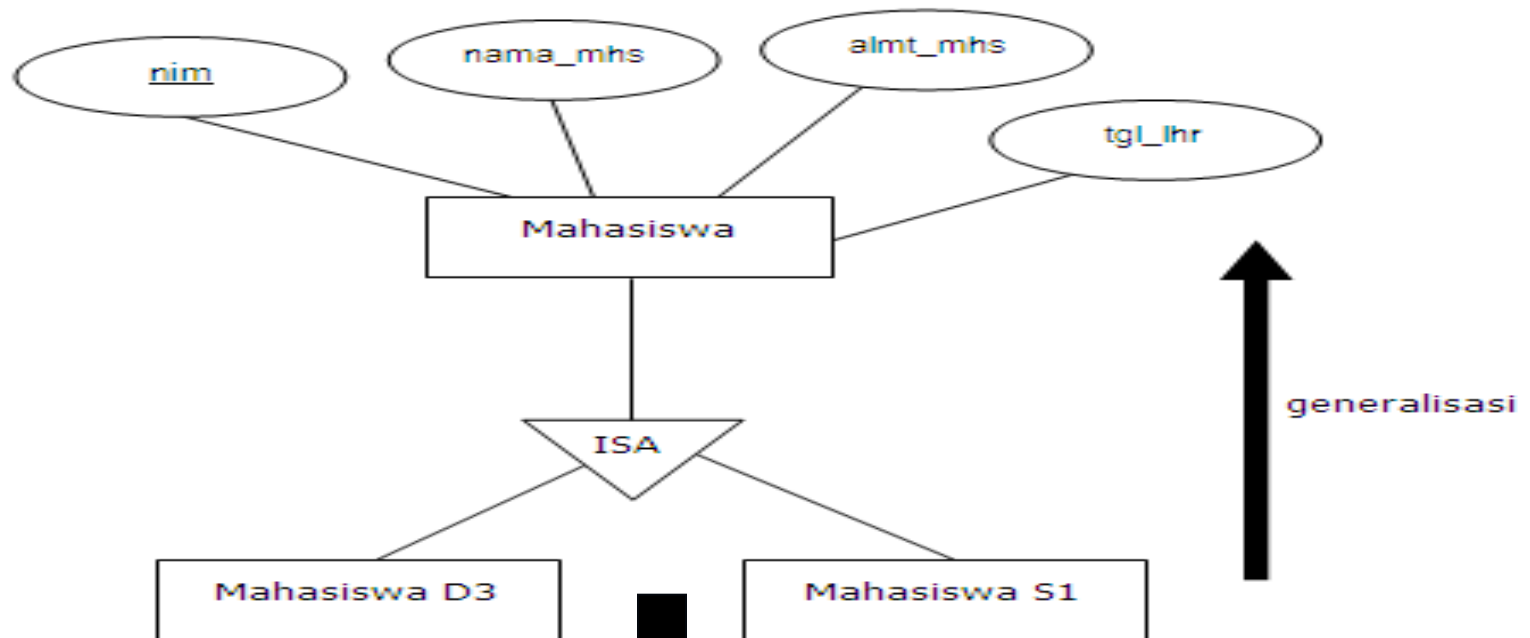 nim
nama_mhs
almt_mhs
tgl_lhr
Mahasiswa
generalisasi
ISA
Mahasiswa D3
Mahasiswa S1